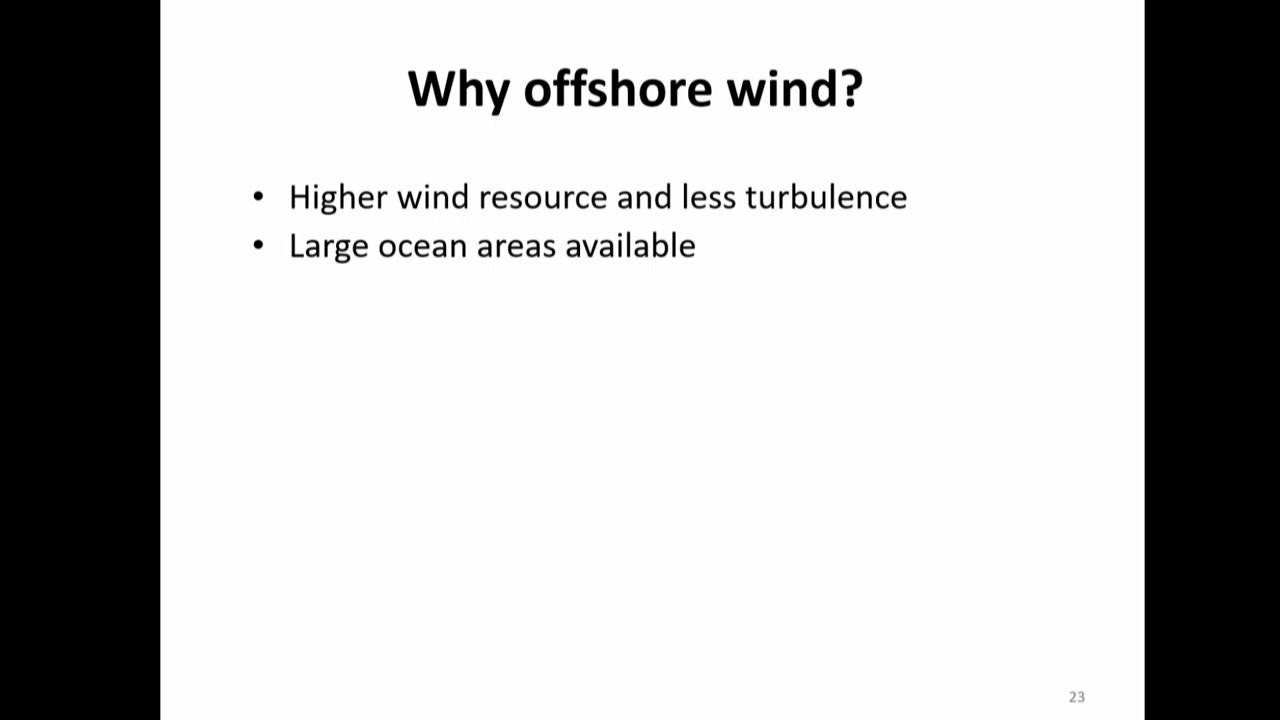 Why offshore wind?
• Higher wind resource and less turbulence
• Large ocean areas available
23